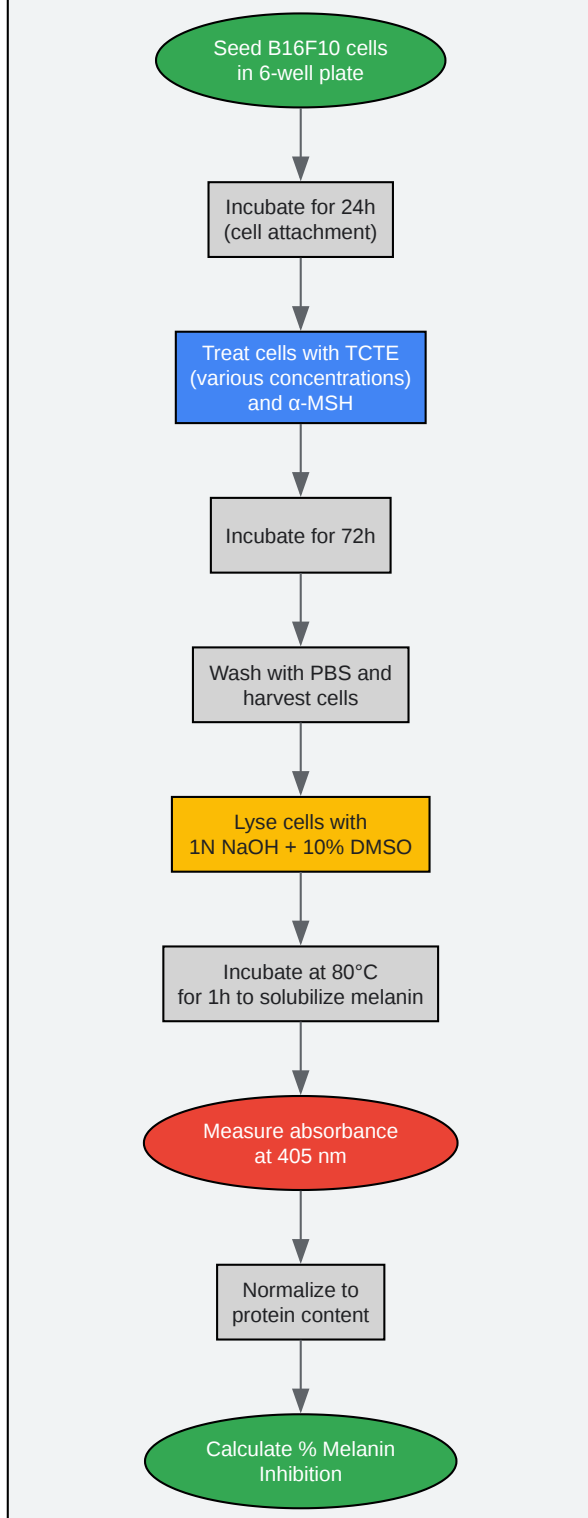 Seed B16F10 cells
in 6-well plate
Incubate for 24h
(cell attachment)
Treat cells with TCTE
(various concentrations)
and α-MSH
Incubate for 72h
Wash with PBS and
harvest cells
Lyse cells with
1N NaOH + 10% DMSO
Incubate at 80°C
for 1h to solubilize melanin
Measure absorbance
at 405 nm
Normalize to
protein content
Calculate % Melanin
Inhibition